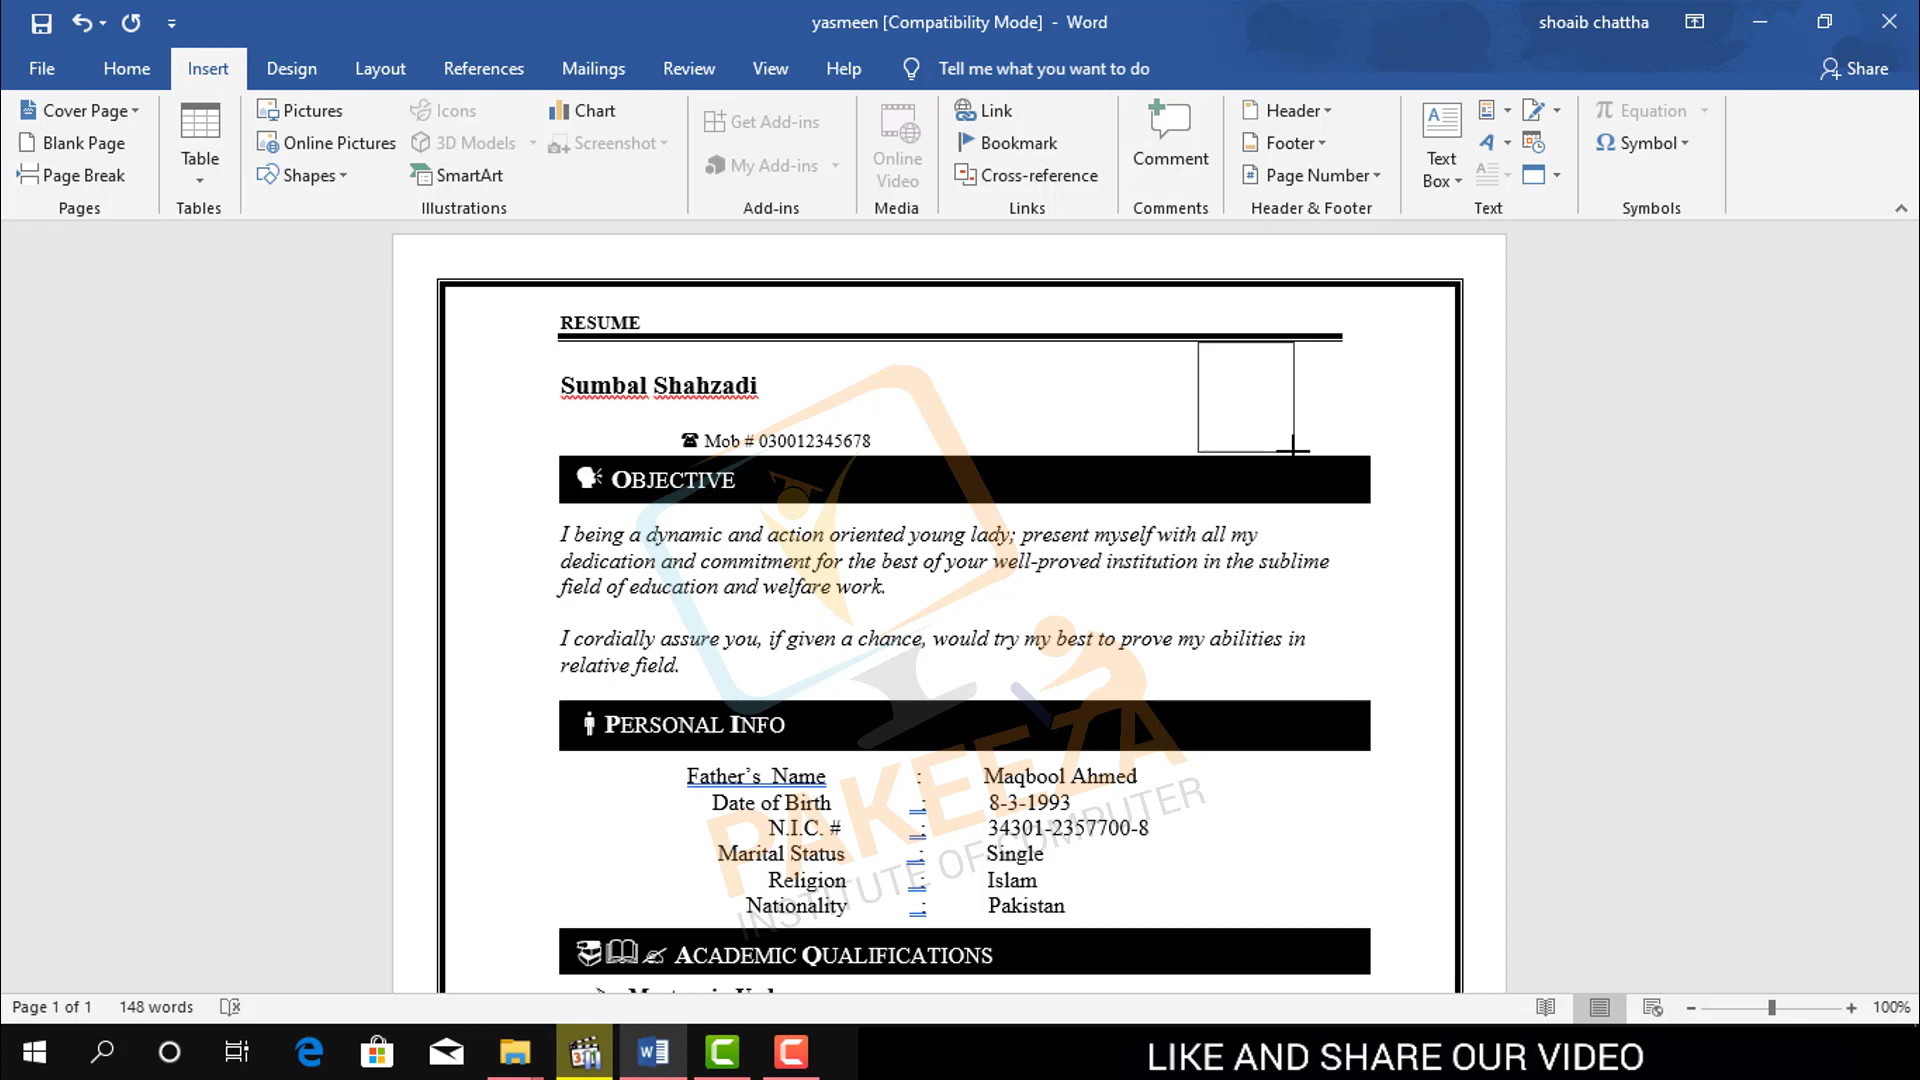 yasmeen [Compatibility Mode] - Word
shoaib chattha
File Home Insert Design Layout References Mailings Review View Help Tell me what you want to do Share
Cover Page
Blank Page
Page Break
Pages
Table
Tables
Pictures
Online Pictures
Shapes
Icons
3D Models
SmartArt
Chart
Screenshot
Illustrations
Get Add-ins
My Add-ins
Add-ins
Online
Video
Media
Link
Bookmark
Cross-reference
Links
Comment
Comments
Header
Footer
Page Number
Header & Footer
Text
Box
Text
Equation
Symbol
Symbols
RESUME
Sumbal Shahzadi
☎ Mob # 030012345678
OBJECTIVE
I being a dynamic and action oriented young lady; present myself with all my
dedication and commitment for the best of your well-proved institution in the sublime
field of education and welfare work.
I cordially assure you, if given a chance, would try my best to prove my abilities in
relative field.
PERSONAL INFO
Father’s Name : Maqbool Ahmed
Date of Birth : 8-3-1993
N.I.C. # : 34301-2357700-8
Marital Status : Single
Religion : Islam
Nationality : Pakistan
PAKEEZA
INSTITUTE OF COMPUTER
ACADEMIC QUALIFICATIONS
Page 1 of 1 148 words
100%
LIKE AND SHARE OUR VIDEO